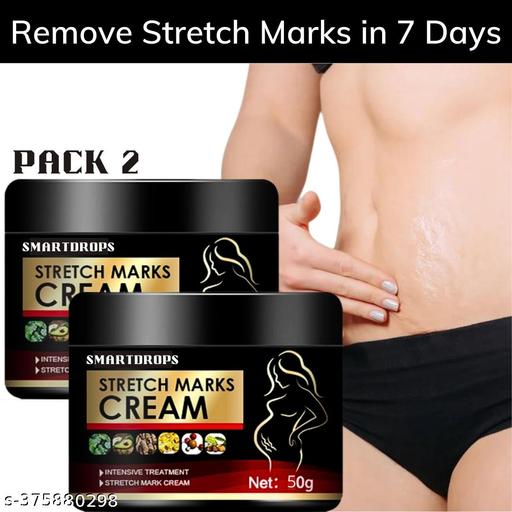 Remove Stretch Marks in 7 Days
PACK 2
SMARTDROPS
STRETCH MARKS
CREAM
SMARTDROPS
STRETCH MARKS
CREAM
INTENSIVE TREATMENT
STRETCH MARK CREAM
Net: 50g
s-375880298